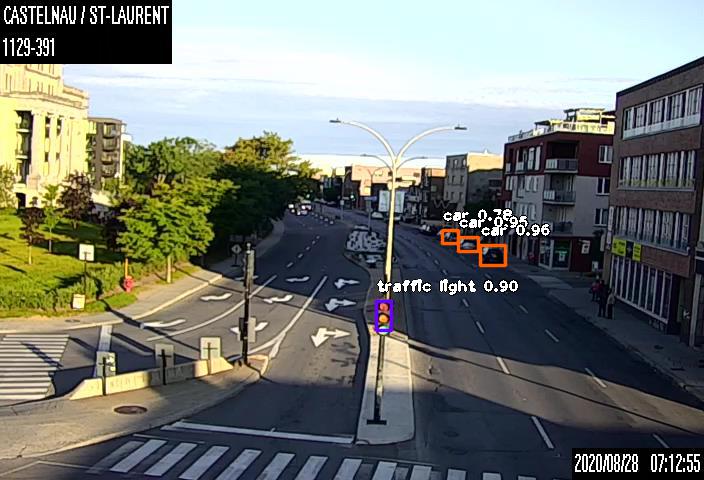 CASTELNAU / ST-LAURENT
1129-391
car 0.78
car 0.95
car 0.96
traffic light 0.90
2020/08/28 07:12:55